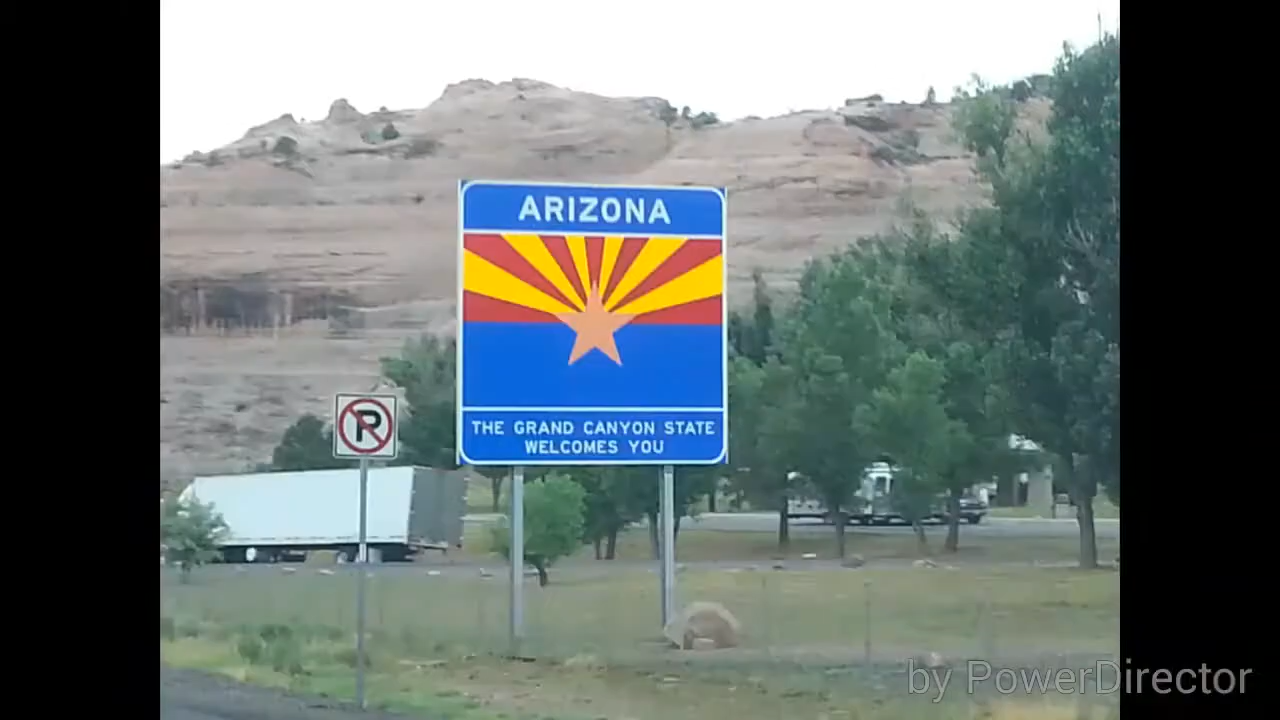 ARIZONA
P
THE GRAND CANYON STATE
WELCOMES YOU
by PowerDirector